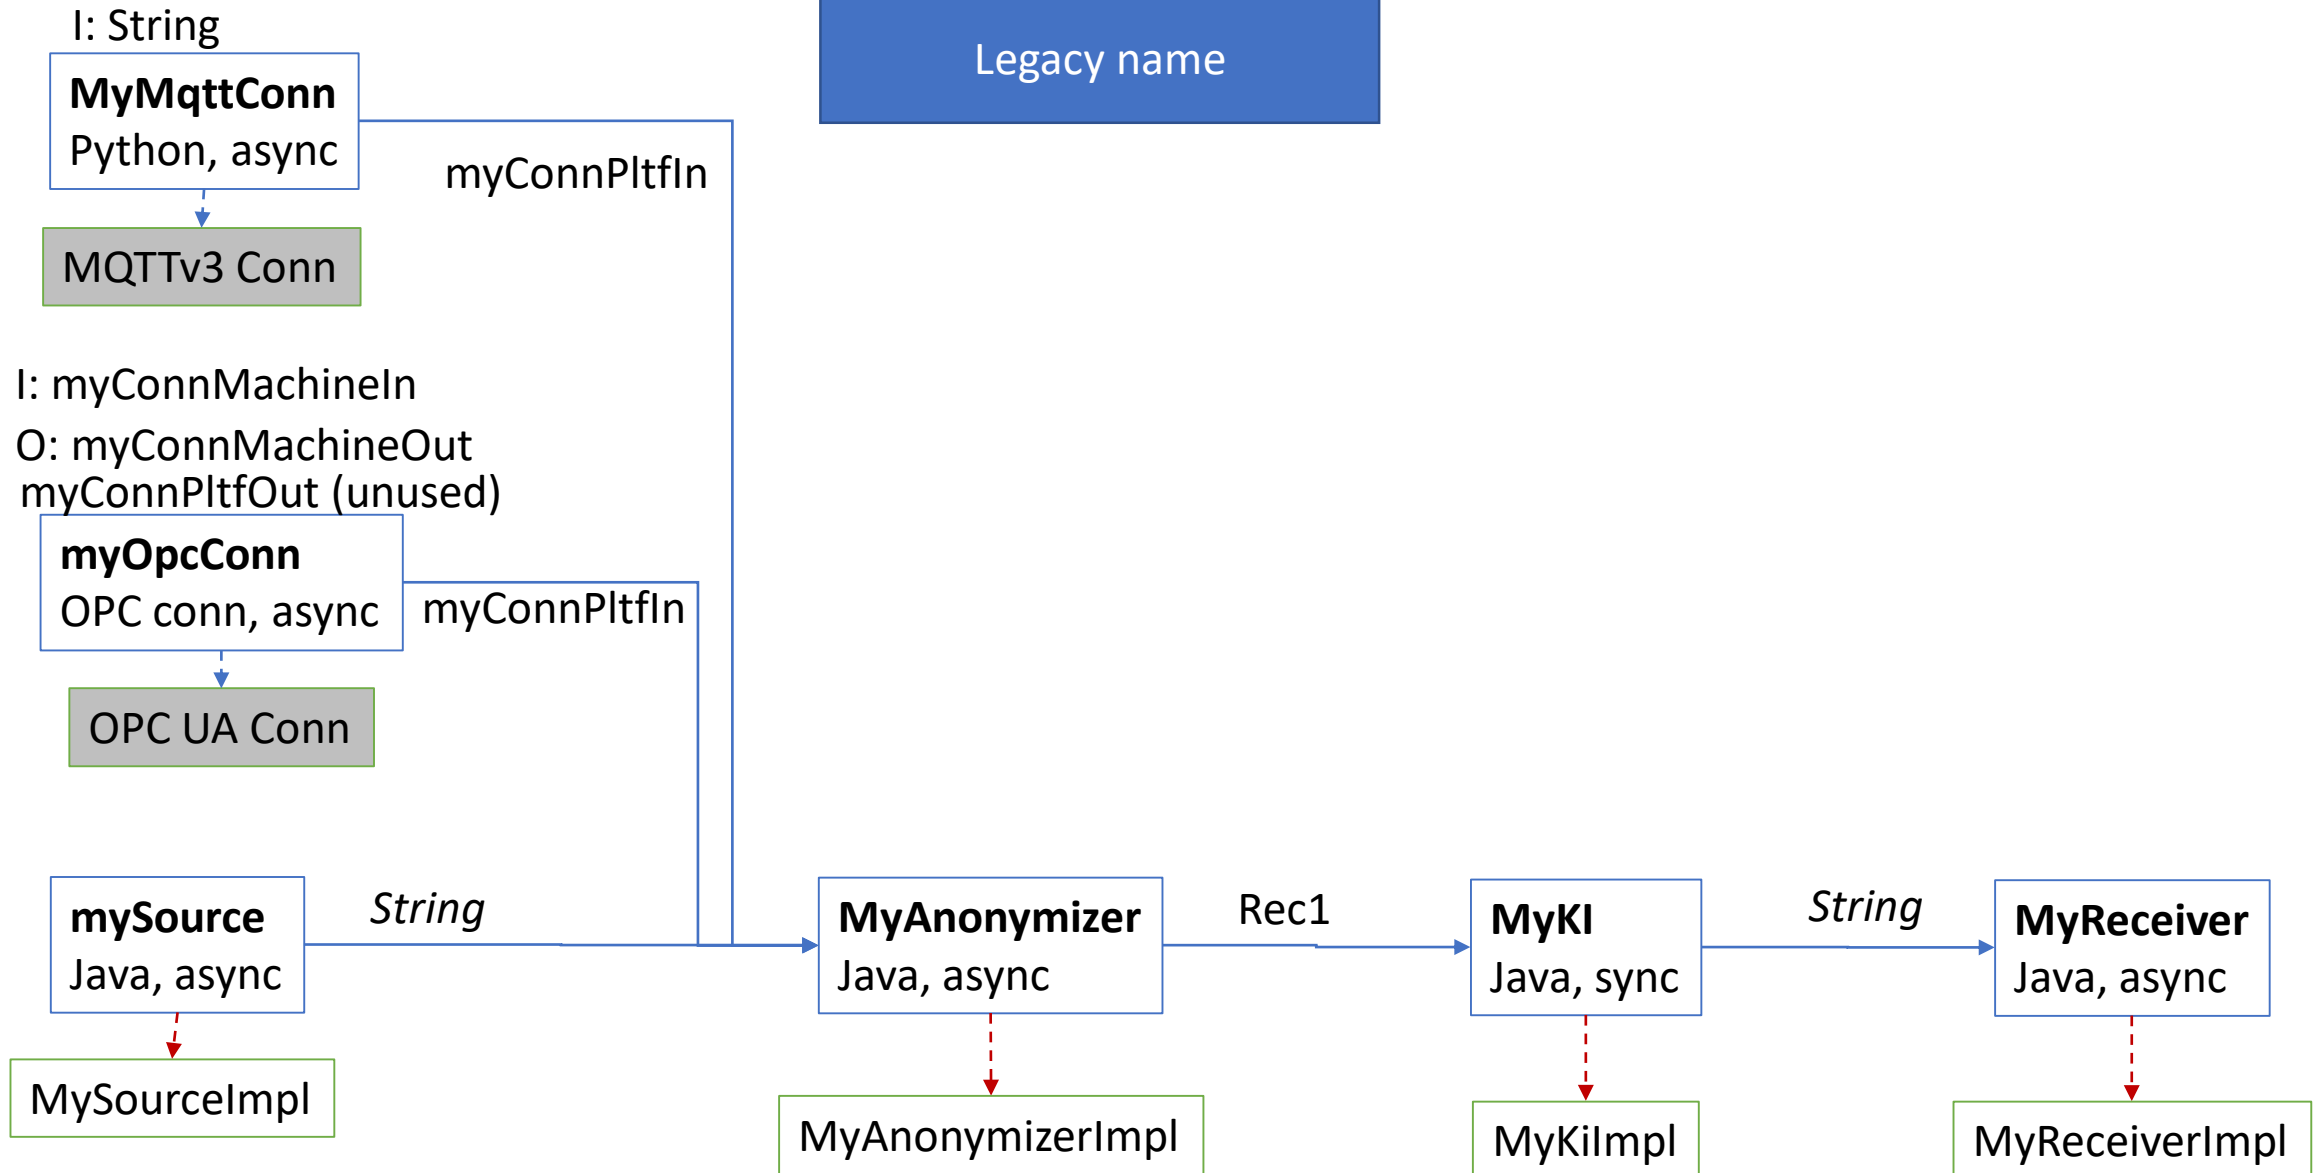 I: String
Legacy name
MyMqttConn
Python, async
myConnPltfIn
MQTTv3 Conn
I: myConnMachineIn
O: myConnMachineOut
myConnPltfOut (unused)
myOpcConn
OPC conn, async
myConnPltfIn
OPC UA Conn
mySource
Java, async
String
MyAnonymizer
Java, async
Rec1
MyKI
Java, sync
String
MyReceiver
Java, async
MySourceImpl
MyAnonymizerImpl
MyKiImpl
MyReceiverImpl